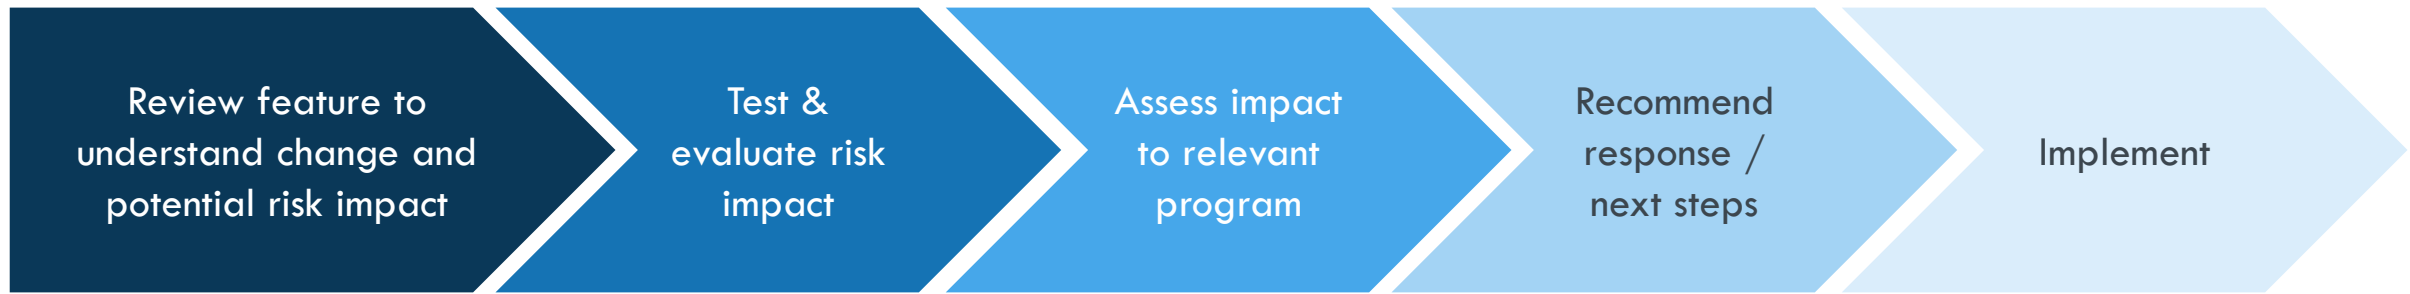 Review feature to
understand change and
potential risk impact
Test &
evaluate risk
impact
Assess impact
to relevant
program
Recommend
response /
next steps
Implement